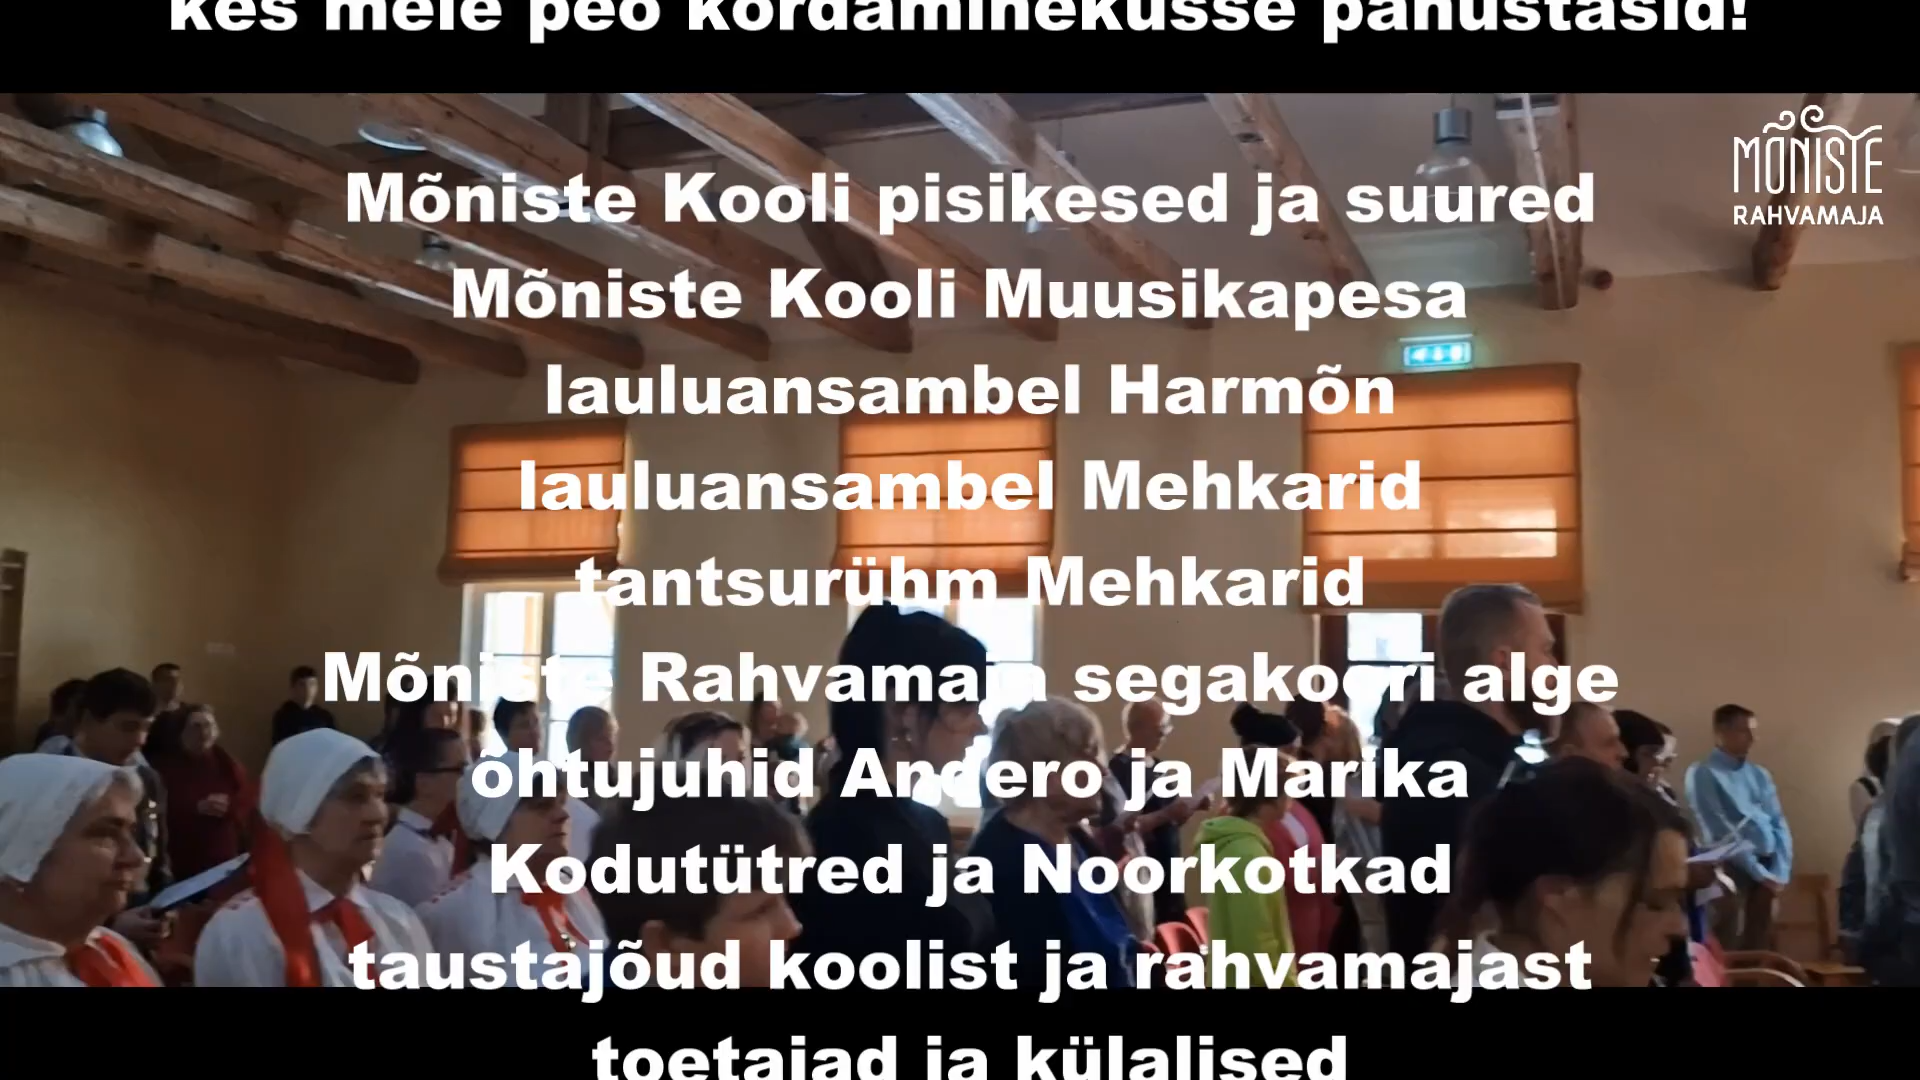 kes meie peo kordaminekusse panustasid!
MÕNISTE
RAHVAMAJA
Mõniste Kooli pisikesed ja suured
Mõniste Kooli Muusikapesa
lauluansambel Harmõn
lauluansambel Mehkarid
tantsurühm Mehkarid
Mõniste Rahvamaja segakoori alge
õhtujuhid Andero ja Marika
Kodutütred ja Noorkotkad
taustajõud koolist ja rahvamajast
toetajad ja külalised